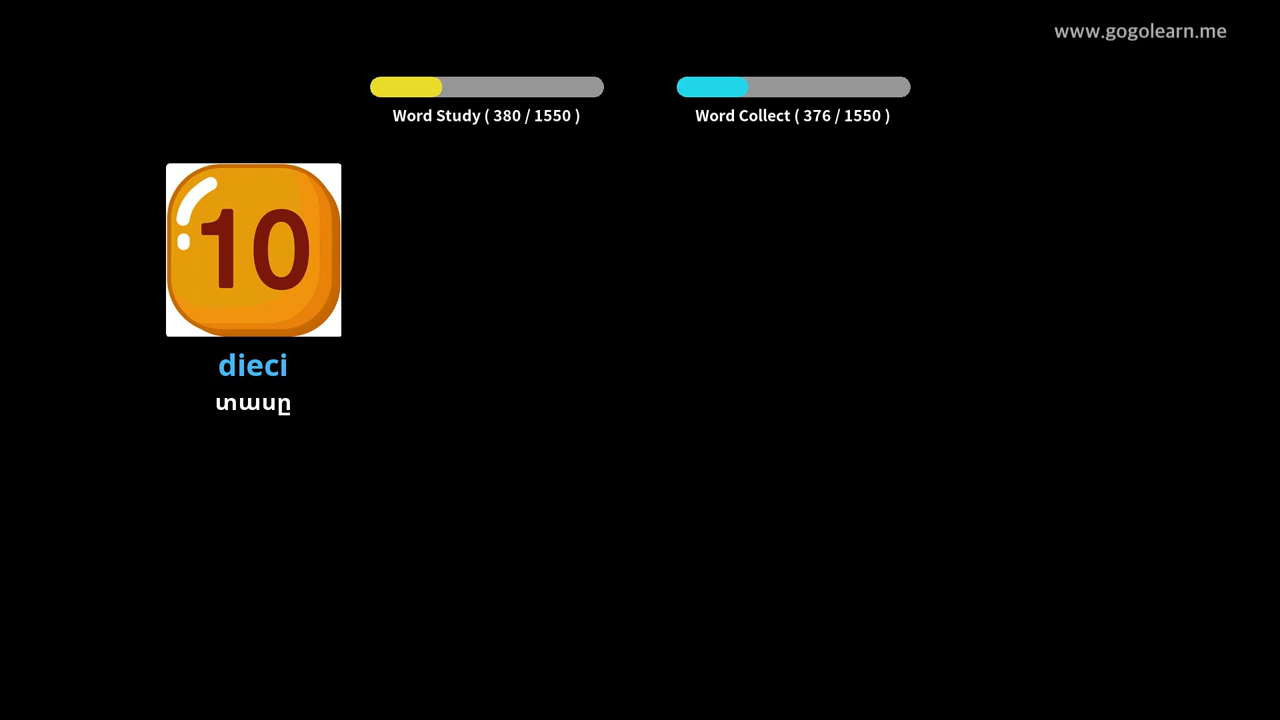 www.gogolearn.me
Word Study ( 380 / 1550 )
Word Collect ( 376 / 1550 )
10
dieci
տասը